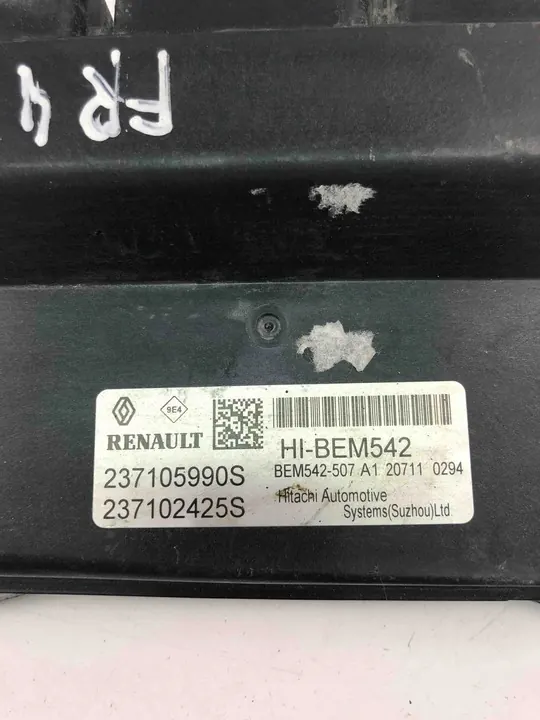 FR4
9E4
RENAULT
HI-BEM542
237105990S
BEM542-507 A1 20711 0294
237102425S
Hitachi Automotive
Systems(Suzhou)Ltd